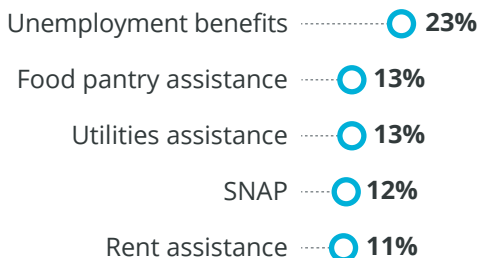 Unemployment benefits 23%
Food pantry assistance 13%
Utilities assistance 13%
SNAP 12%
Rent assistance 11%